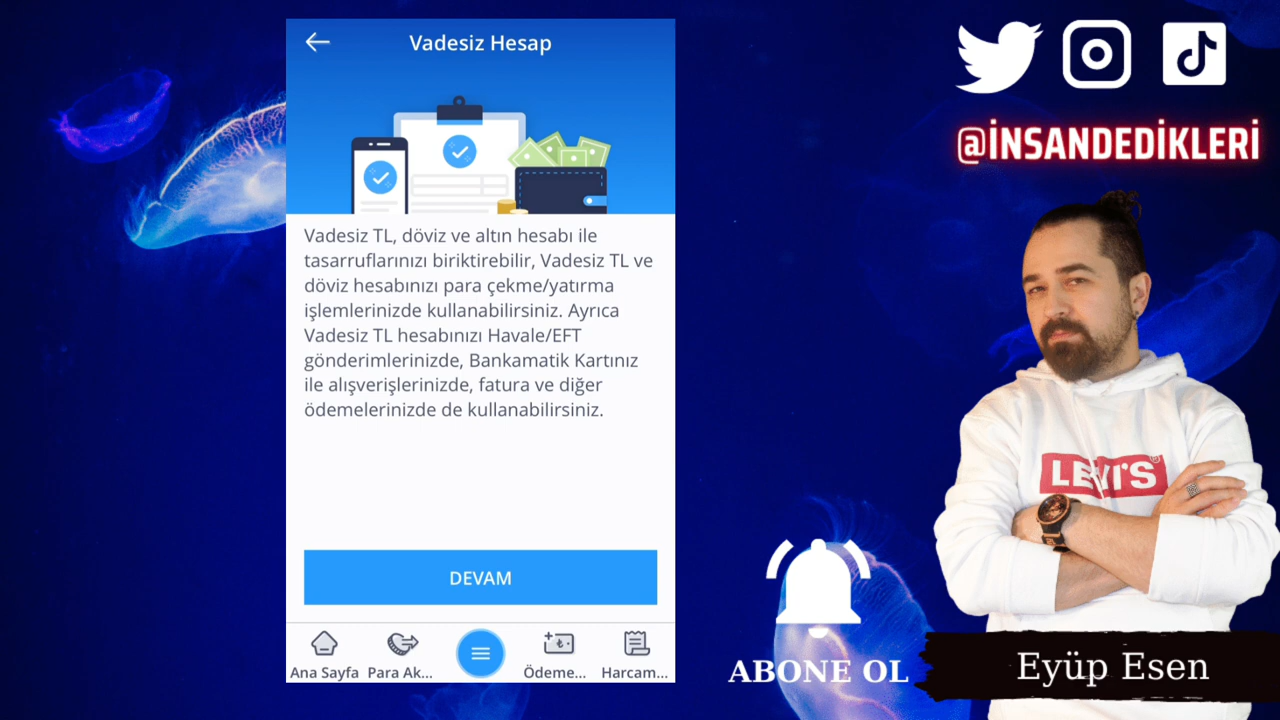 Vadesiz Hesap
Vadesiz TL, döviz ve altın hesabı ile
tasarruflarınızı biriktirebilir, Vadesiz TL ve
döviz hesabınızı para çekme/yatırma
işlemlerinizde kullanabilirsiniz. Ayrıca
Vadesiz TL hesabınızı Havale/EFT
gönderimlerinizde, Bankamatik Kartınız
ile alışverişlerinizde, fatura ve diğer
ödemelerinizde de kullanabilirsiniz.
DEVAM
Ana Sayfa
Para Ak...
Ödeme...
Harcam...
@İNSANDEDİKLERİ
LEVI'S
ABONE OL
Eyüp Esen